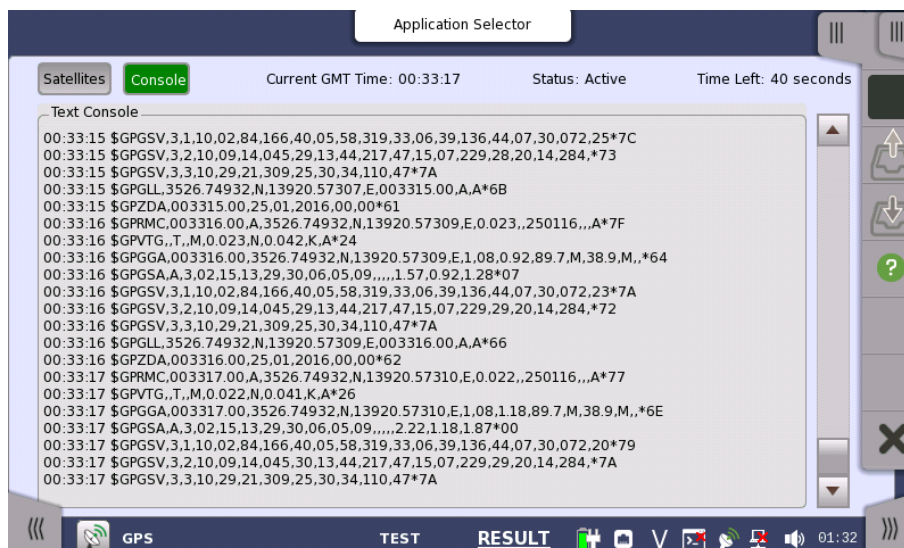 Application Selector
Satellites Console Current GMT Time: 00:33:17 Status: Active Time Left: 40 seconds
Text Console
00:33:15 $GPGSV,3,1,10,02,84,166,40,05,58,319,33,06,39,136,44,07,30,072,25*7C
00:33:15 $GPGSV,3,2,10,09,14,045,29,13,44,217,47,15,07,229,28,20,14,284,*73
00:33:15 $GPGSV,3,3,10,29,21,309,25,30,34,110,47*7A
00:33:15 $GPGLL,3526.74932,N,13920.57307,E,003315.00,A,A*6B
00:33:15 $GPZDA,003315.00,25,01,2016,00,00*61
00:33:16 $GPRMC,003316.00,A,3526.74932,N,13920.57309,E,0.023,,250116,,,A*7F
00:33:16 $GPVTG,,T,,M,0.023,N,0.042,K,A*24
00:33:16 $GPGGA,003316.00,3526.74932,N,13920.57309,E,1,08,0.92,89.7,M,38.9,M,,*64
00:33:16 $GPGSA,A,3,02,15,13,29,30,06,05,09,,,,,1.57,0.92,1.28*07
00:33:16 $GPGSV,3,1,10,02,84,166,40,05,58,319,33,06,39,136,44,07,30,072,23*7A
00:33:16 $GPGSV,3,2,10,09,14,045,29,13,44,217,47,15,07,229,29,20,14,284,*72
00:33:16 $GPGSV,3,3,10,29,21,309,25,30,34,110,47*7A
00:33:16 $GPGLL,3526.74932,N,13920.57309,E,003316.00,A,A*66
00:33:16 $GPZDA,003316.00,25,01,2016,00,00*62
00:33:17 $GPRMC,003317.00,A,3526.74932,N,13920.57310,E,0.022,,250116,,,A*77
00:33:17 $GPVTG,,T,,M,0.022,N,0.041,K,A*26
00:33:17 $GPGGA,003317.00,3526.74932,N,13920.57310,E,1,08,1.18,89.7,M,38.9,M,,*6E
00:33:17 $GPGSA,A,3,02,15,13,29,30,06,05,09,,,,,2.22,1.18,1.87*00
00:33:17 $GPGSV,3,1,10,02,84,166,40,05,58,319,33,06,39,136,44,07,30,072,20*79
00:33:17 $GPGSV,3,2,10,09,14,045,30,13,44,217,47,15,07,229,29,20,14,284,*7A
00:33:17 $GPGSV,3,3,10,29,21,309,25,30,34,110,47*7A
GPS TEST RESULT V 01:32